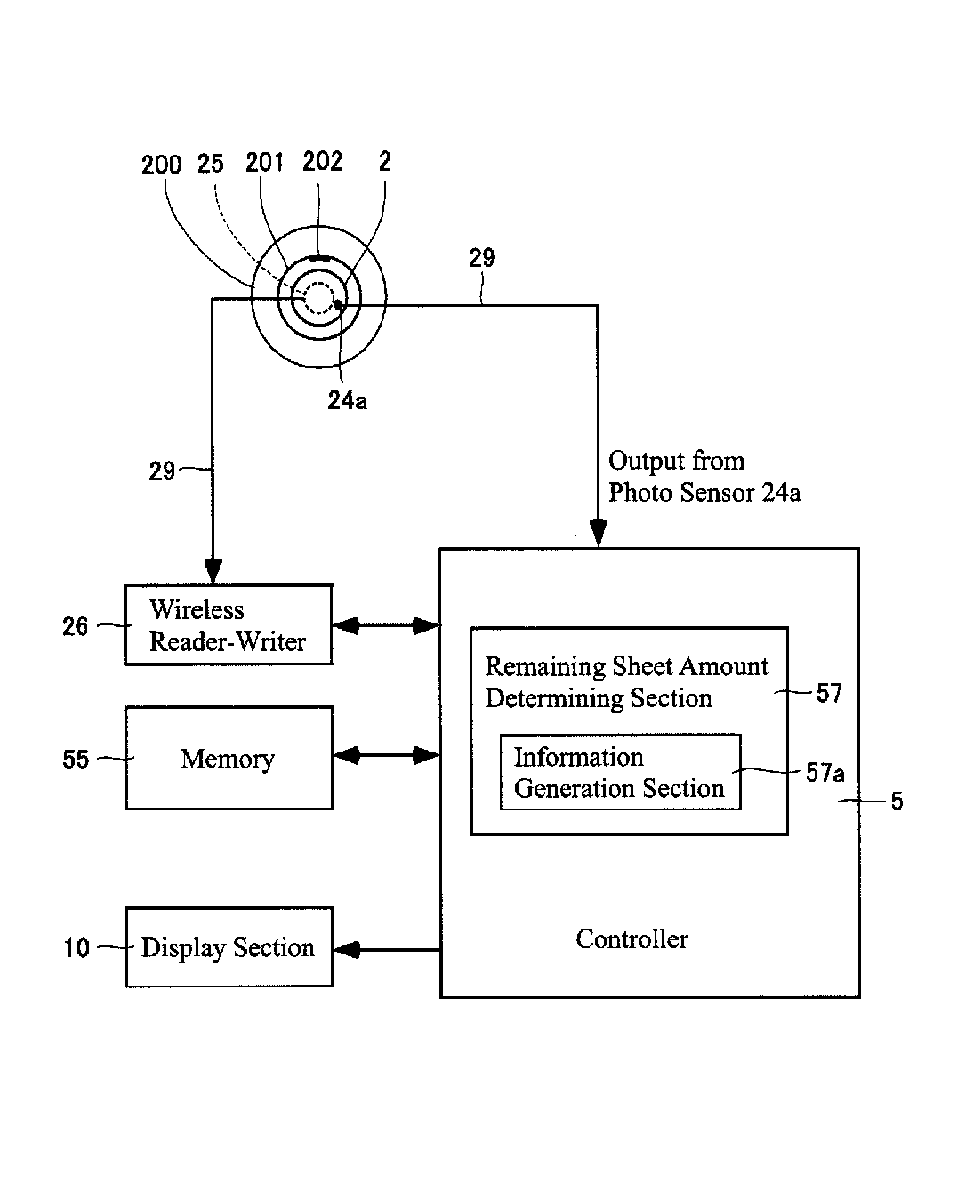 200 25 201 202 2
29
24a
29
Output from
Photo Sensor 24a
26
Wireless
Reader-Writer
Remaining Sheet Amount
Determining Section
57
55
Memory
Information
Generation Section
57a
5
10
Display Section
Controller